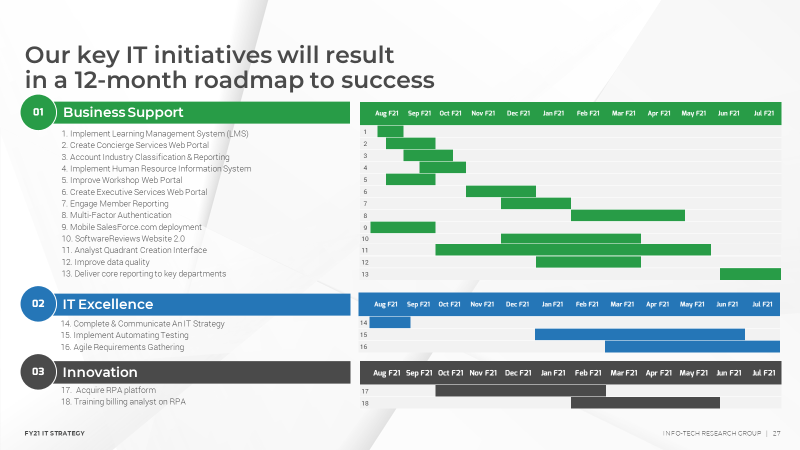 Our key IT initiatives will result
in a 12-month roadmap to success
01 Business Support
Aug F21 Sep F21 Oct F21 Nov F21 Dec F21 Jan F21 Feb F21 Mar F21 Apr F21 May F21 Jun F21 Jul F21
1. Implement Learning Management System (LMS)
2. Create Concierge Services Web Portal
3. Account Industry Classification & Reporting
4. Implement Human Resource Information System
5. Improve Workshop Web Portal
6. Create Executive Services Web Portal
7. Engage Member Reporting
8. Multi-Factor Authentication
9. Mobile SalesForce.com deployment
10. SoftwareReviews Website 2.0
11. Analyst Quadrant Creation Interface
12. Improve data quality
13. Deliver core reporting to key departments
1
2
3
4
5
6
7
8
9
10
11
12
13
02 IT Excellence
Aug F21 Sep F21 Oct F21 Nov F21 Dec F21 Jan F21 Feb F21 Mar F21 Apr F21 May F21 Jun F21 Jul F21
14. Complete & Communicate An IT Strategy
15. Implement Automating Testing
16. Agile Requirements Gathering
14
15
16
03 Innovation
Aug F21 Sep F21 Oct F21 Nov F21 Dec F21 Jan F21 Feb F21 Mar F21 Apr F21 May F21 Jun F21 Jul F21
17. Acquire RPA platform
18. Training billing analyst on RPA
17
18
FY21 IT STRATEGY
INFO-TECH RESEARCH GROUP | 27